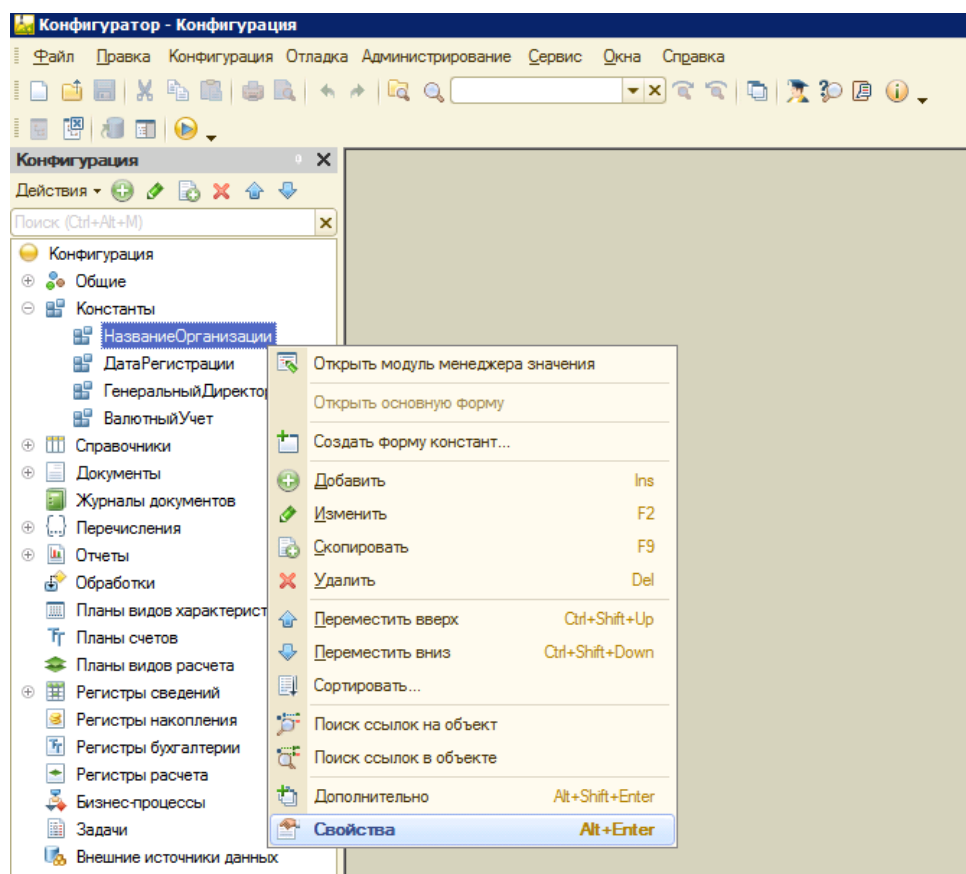 Конфигуратор - Конфигурация
Файл Правка Конфигурация Отладка Администрирование Сервис Окна Справка
Конфигурация
Действия
Поиск (Ctrl+Alt+M)
Конфигурация
Общие
Константы
НазваниеОрганизации
ДатаРегистрации
ГенеральныйДиректор
ВалютныйУчет
Справочники
Документы
Журналы документов
Перечисления
Отчеты
Обработки
Планы видов характерист
Планы счетов
Планы видов расчета
Регистры сведений
Регистры накопления
Регистры бухгалтерии
Регистры расчета
Бизнес-процессы
Задачи
Внешние источники данных
Открыть модуль менеджера значения
Открыть основную форму
Создать форму констант...
Добавить Ins
Изменить F2
Скопировать F9
Удалить Del
Переместить вверх Ctrl+Shift+Up
Переместить вниз Ctrl+Shift+Down
Сортировать...
Поиск ссылок на объект
Поиск ссылок в объекте
Дополнительно Alt+Shift+Enter
Свойства Alt+Enter